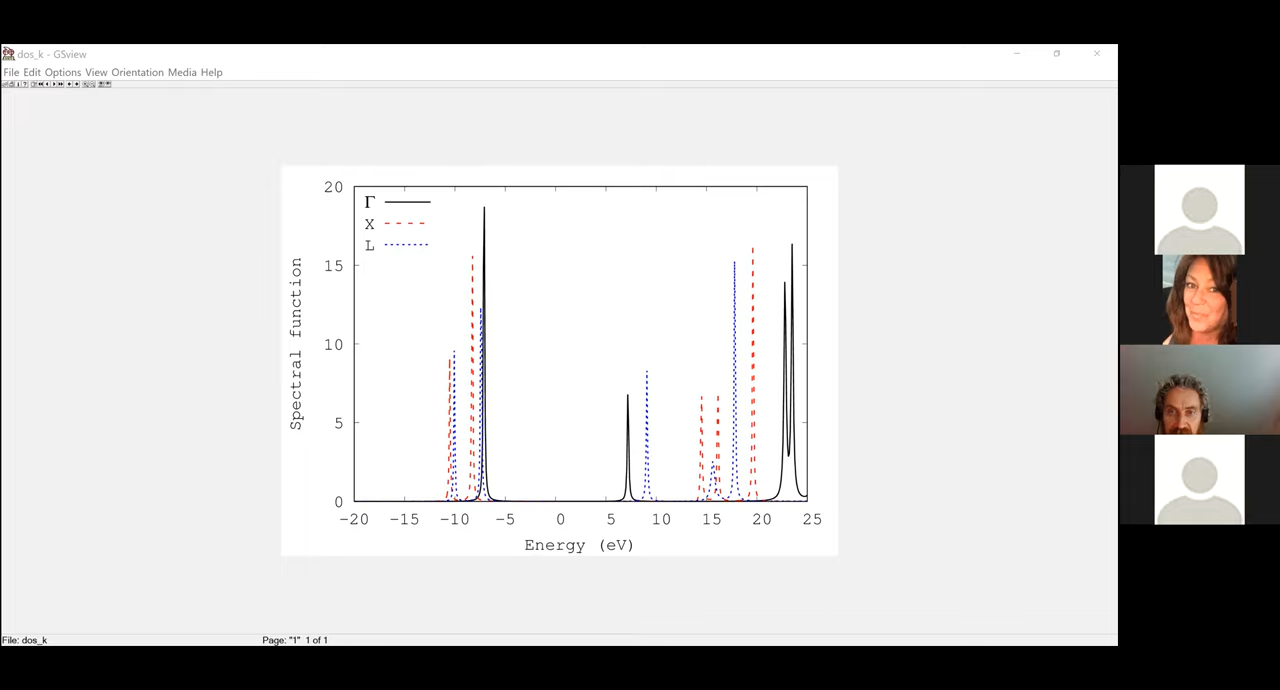 dos_k - GSview
File Edit Options View Orientation Media Help
20
15
10
5
0
Γ
X
L
Spectral function
-20 -15 -10 -5 0 5 10 15 20 25
Energy (eV)
File: dos_k
Page: "1" 1 of 1